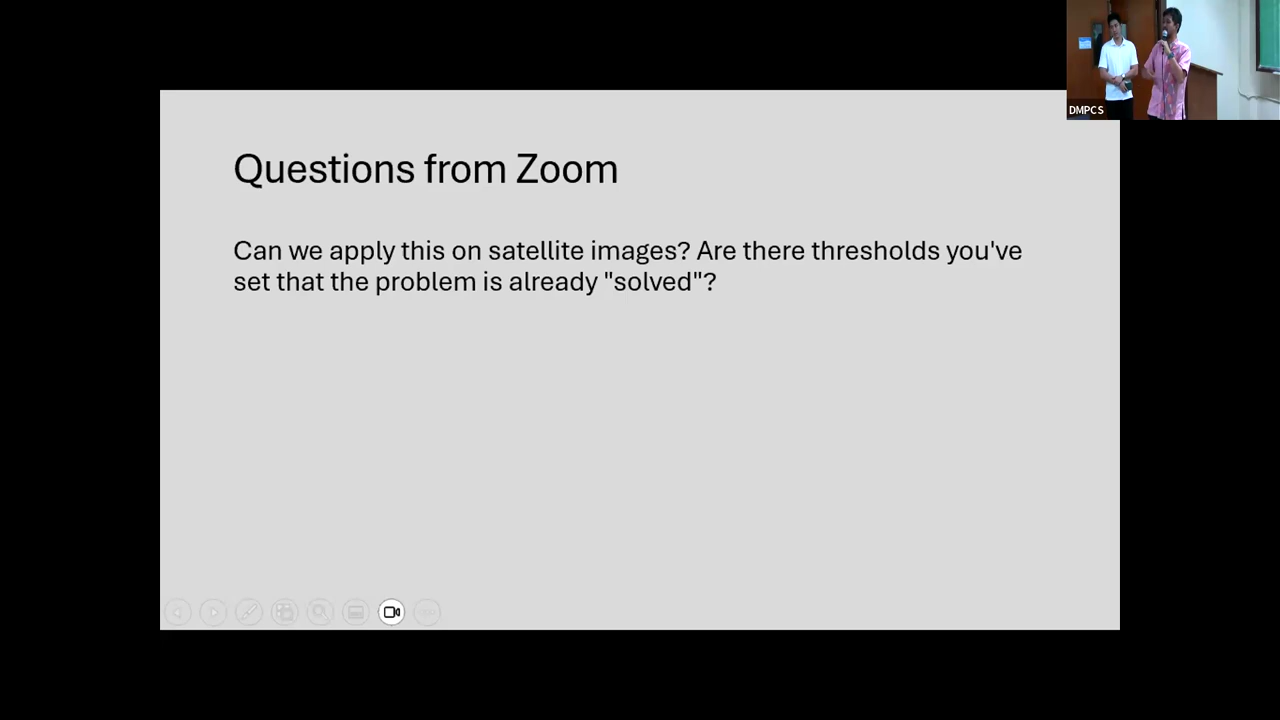 DMPCS
Questions from Zoom
Can we apply this on satellite images? Are there thresholds you've
set that the problem is already "solved"?